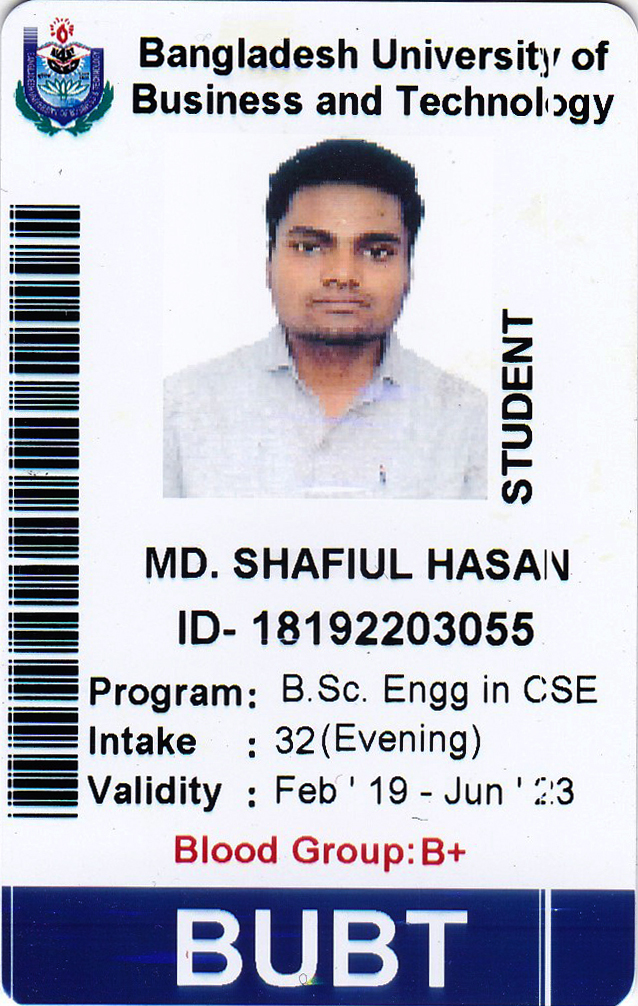 Bangladesh University of
Business and Technology
STUDENT
MD. SHAFIUL HASAN
ID- 18192203055
Program: B.Sc. Engg in CSE
Intake : 32(Evening)
Validity : Feb ' 19 - Jun ' 23
Blood Group:B+
BUBT